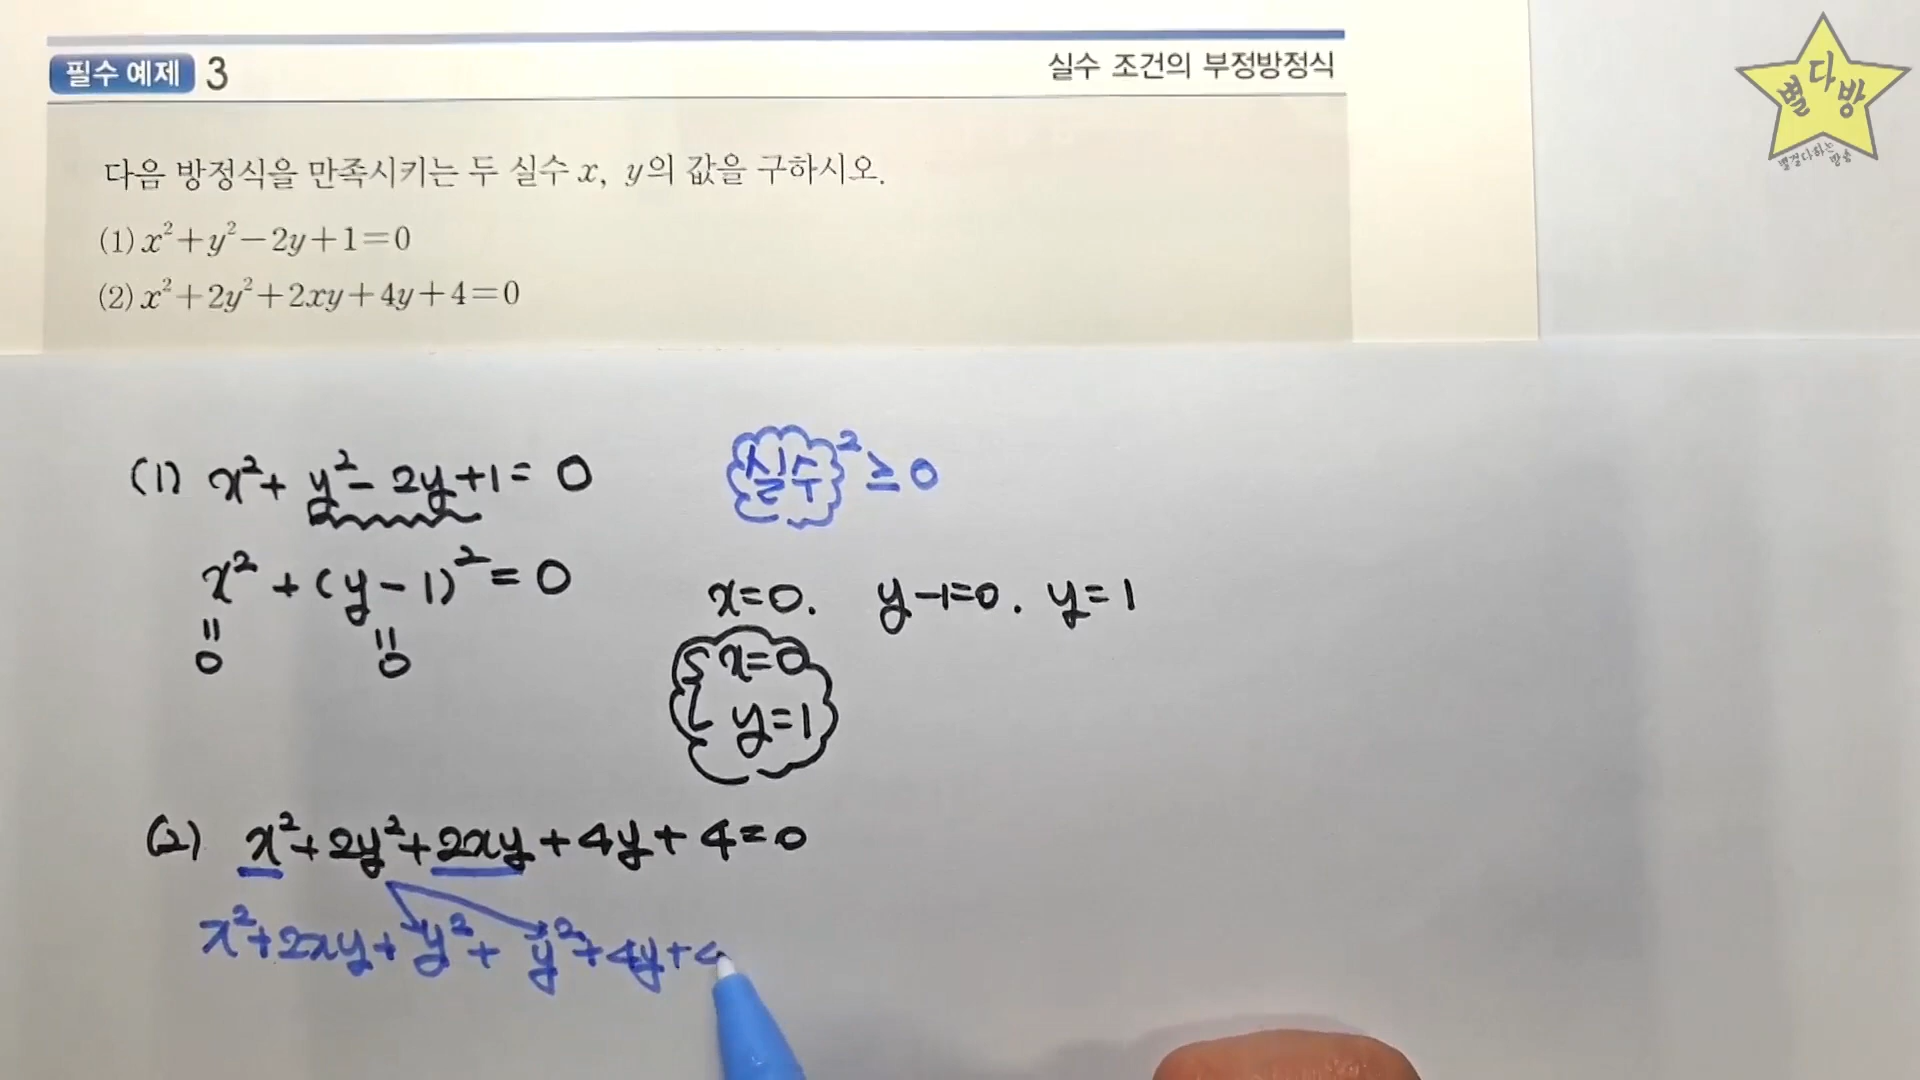 필수 예제 3 실수 조건의 부정방정식
다음 방정식을 만족시키는 두 실수 x, y의 값을 구하시오.
(1) x²+y²−2y+1=0
(2) x²+2y²+2xy+4y+4=0
별다방
별걸다하는 방송
(1) x²+ y²− 2y+1= 0
실수² ≥ 0
x² +(y−1)²= 0
x=0. y−1=0. y=1
= =
0 0
{ x=0
y=1
(2) x²+2y²+2xy+4y+4=0
x²+2xy+y²+ y²+4y+4